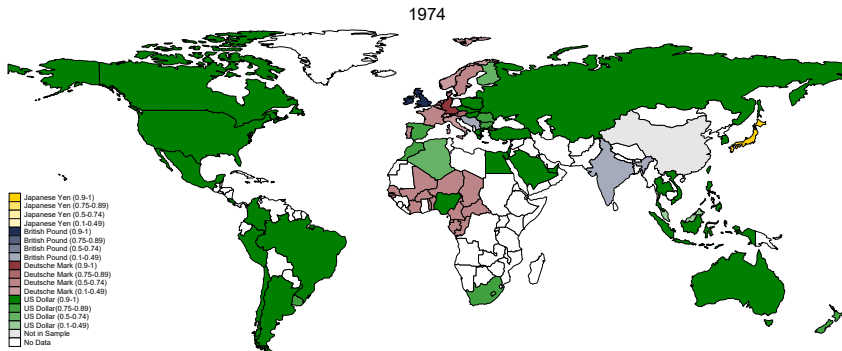 1974
Japanese Yen (0.9-1)
Japanese Yen (0.75-0.89)
Japanese Yen (0.5-0.74)
Japanese Yen (0.1-0.49)
British Pound (0.9-1)
British Pound (0.75-0.89)
British Pound (0.5-0.74)
British Pound (0.1-0.49)
Deutsche Mark (0.9-1)
Deutsche Mark (0.75-0.89)
Deutsche Mark (0.5-0.74)
Deutsche Mark (0.1-0.49)
US Dollar (0.9-1)
US Dollar(0.75-0.89)
US Dollar (0.5-0.74)
US Dollar (0.1-0.49)
Not in Sample
No Data